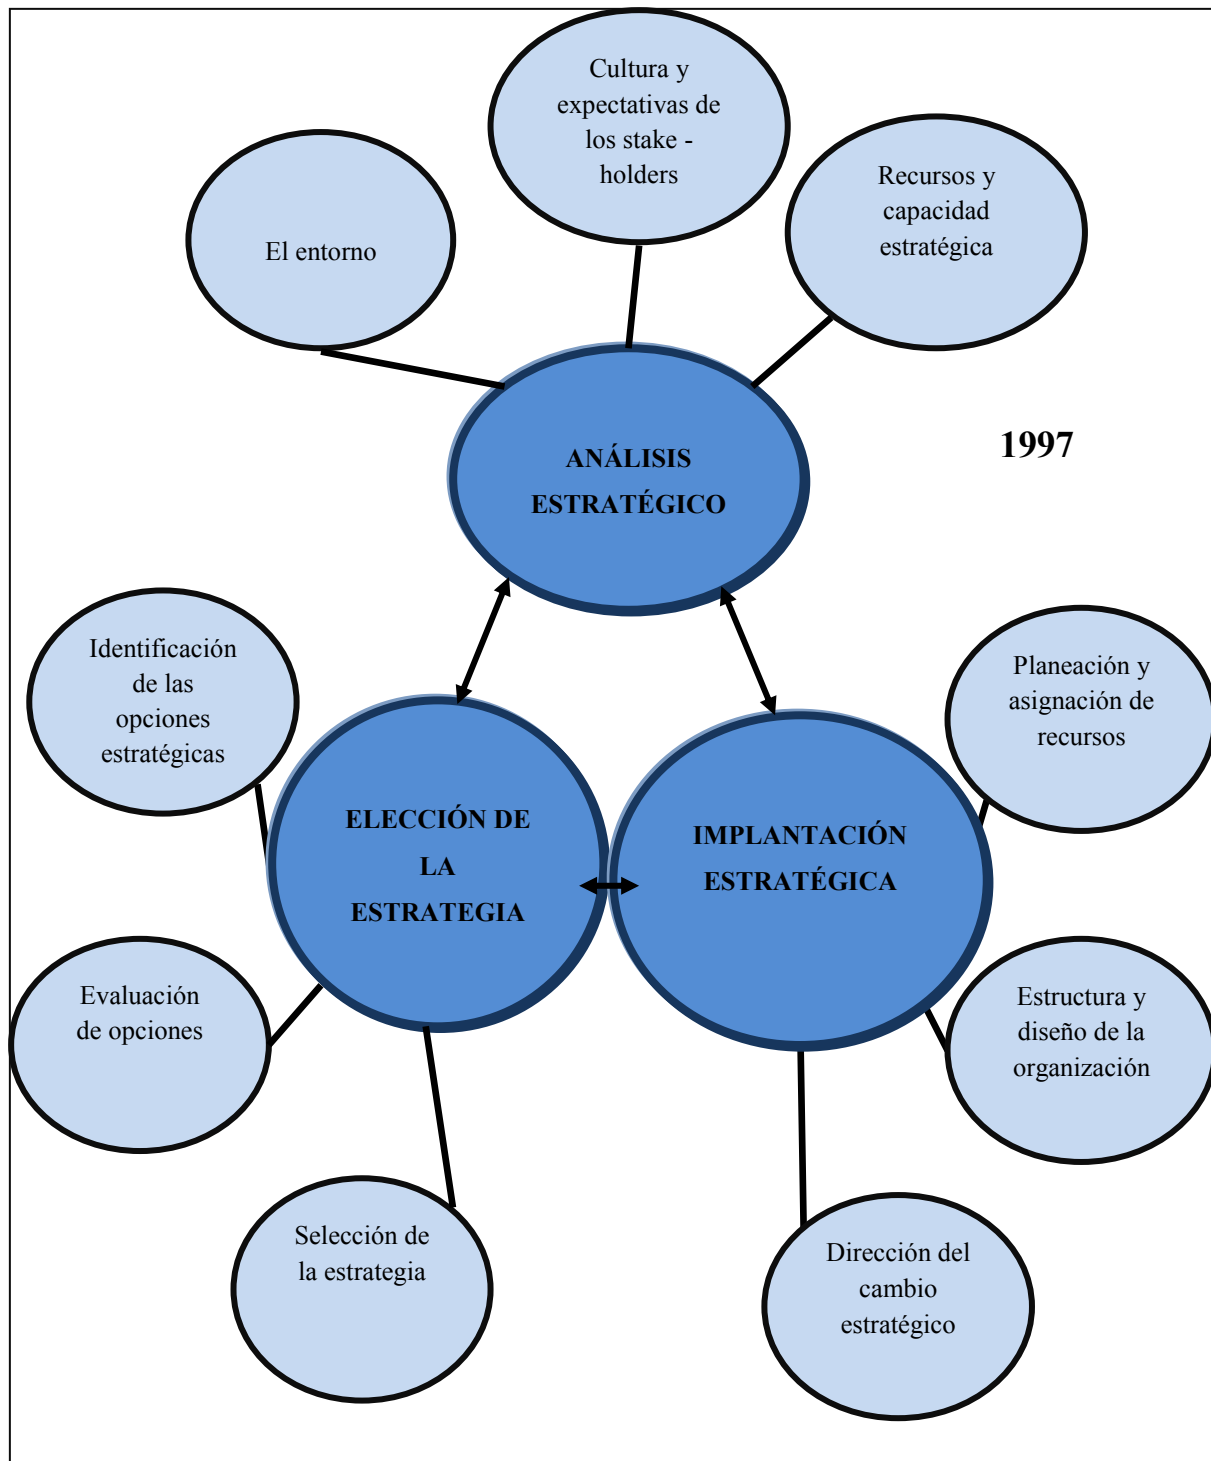 Cultura y
expectativas de
los stake -
holders
Recursos y
capacidad
estratégica
El entorno
1997
ANÁLISIS
ESTRATÉGICO
Identificación
de las
opciones
estratégicas
Planeación y
asignación de
recursos
ELECCIÓN DE
LA
ESTRATEGIA
IMPLANTACIÓN
ESTRATÉGICA
Evaluación
de opciones
Estructura y
diseño de la
organización
Selección de
la estrategia
Dirección del
cambio
estratégico